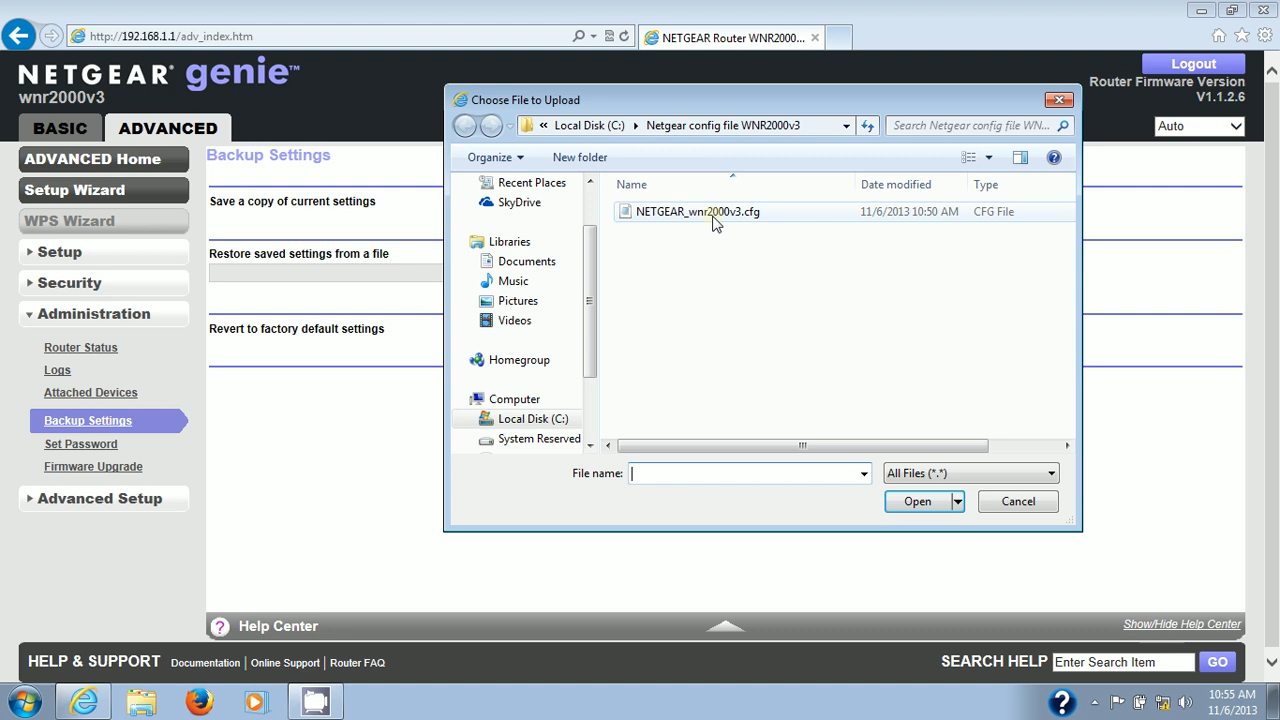 http://192.168.1.1/adv_index.htm
NETGEAR Router WNR2000...
NETGEAR® genie™
wnr2000v3
Logout
Router Firmware Version
V1.1.2.6
BASIC
ADVANCED
Auto
ADVANCED Home
Setup Wizard
WPS Wizard
Setup
Security
Administration
Router Status
Logs
Attached Devices
Backup Settings
Set Password
Firmware Upgrade
Advanced Setup
Backup Settings
Save a copy of current settings
Restore saved settings from a file
Revert to factory default settings
Choose File to Upload
« Local Disk (C:) Netgear config file WNR2000v3
Search Netgear config file WN...
Organize
New folder
Recent Places
SkyDrive
Libraries
Documents
Music
Pictures
Videos
Homegroup
Computer
Local Disk (C:)
System Reserved
Name Date modified Type
NETGEAR_wnr2000v3.cfg 11/6/2013 10:50 AM CFG File
File name:
All Files (*.*)
Open
Cancel
? Help Center
Show/Hide Help Center
HELP & SUPPORT Documentation | Online Support | Router FAQ
SEARCH HELP Enter Search Item GO
10:55 AM
11/6/2013